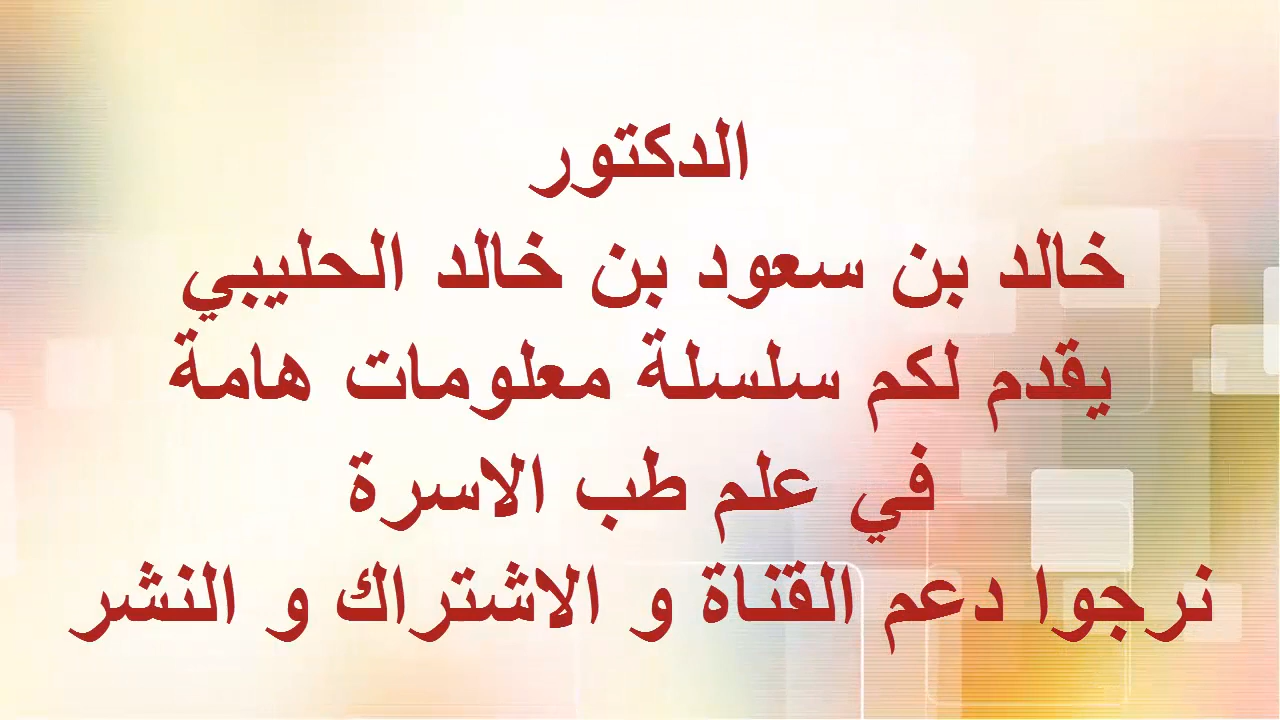 الدكتور
خالد بن سعود بن خالد الحليبي
يقدم لكم سلسلة معلومات هامة
في علم طب الاسرة
نرجوا دعم القناة و الاشتراك و النشر